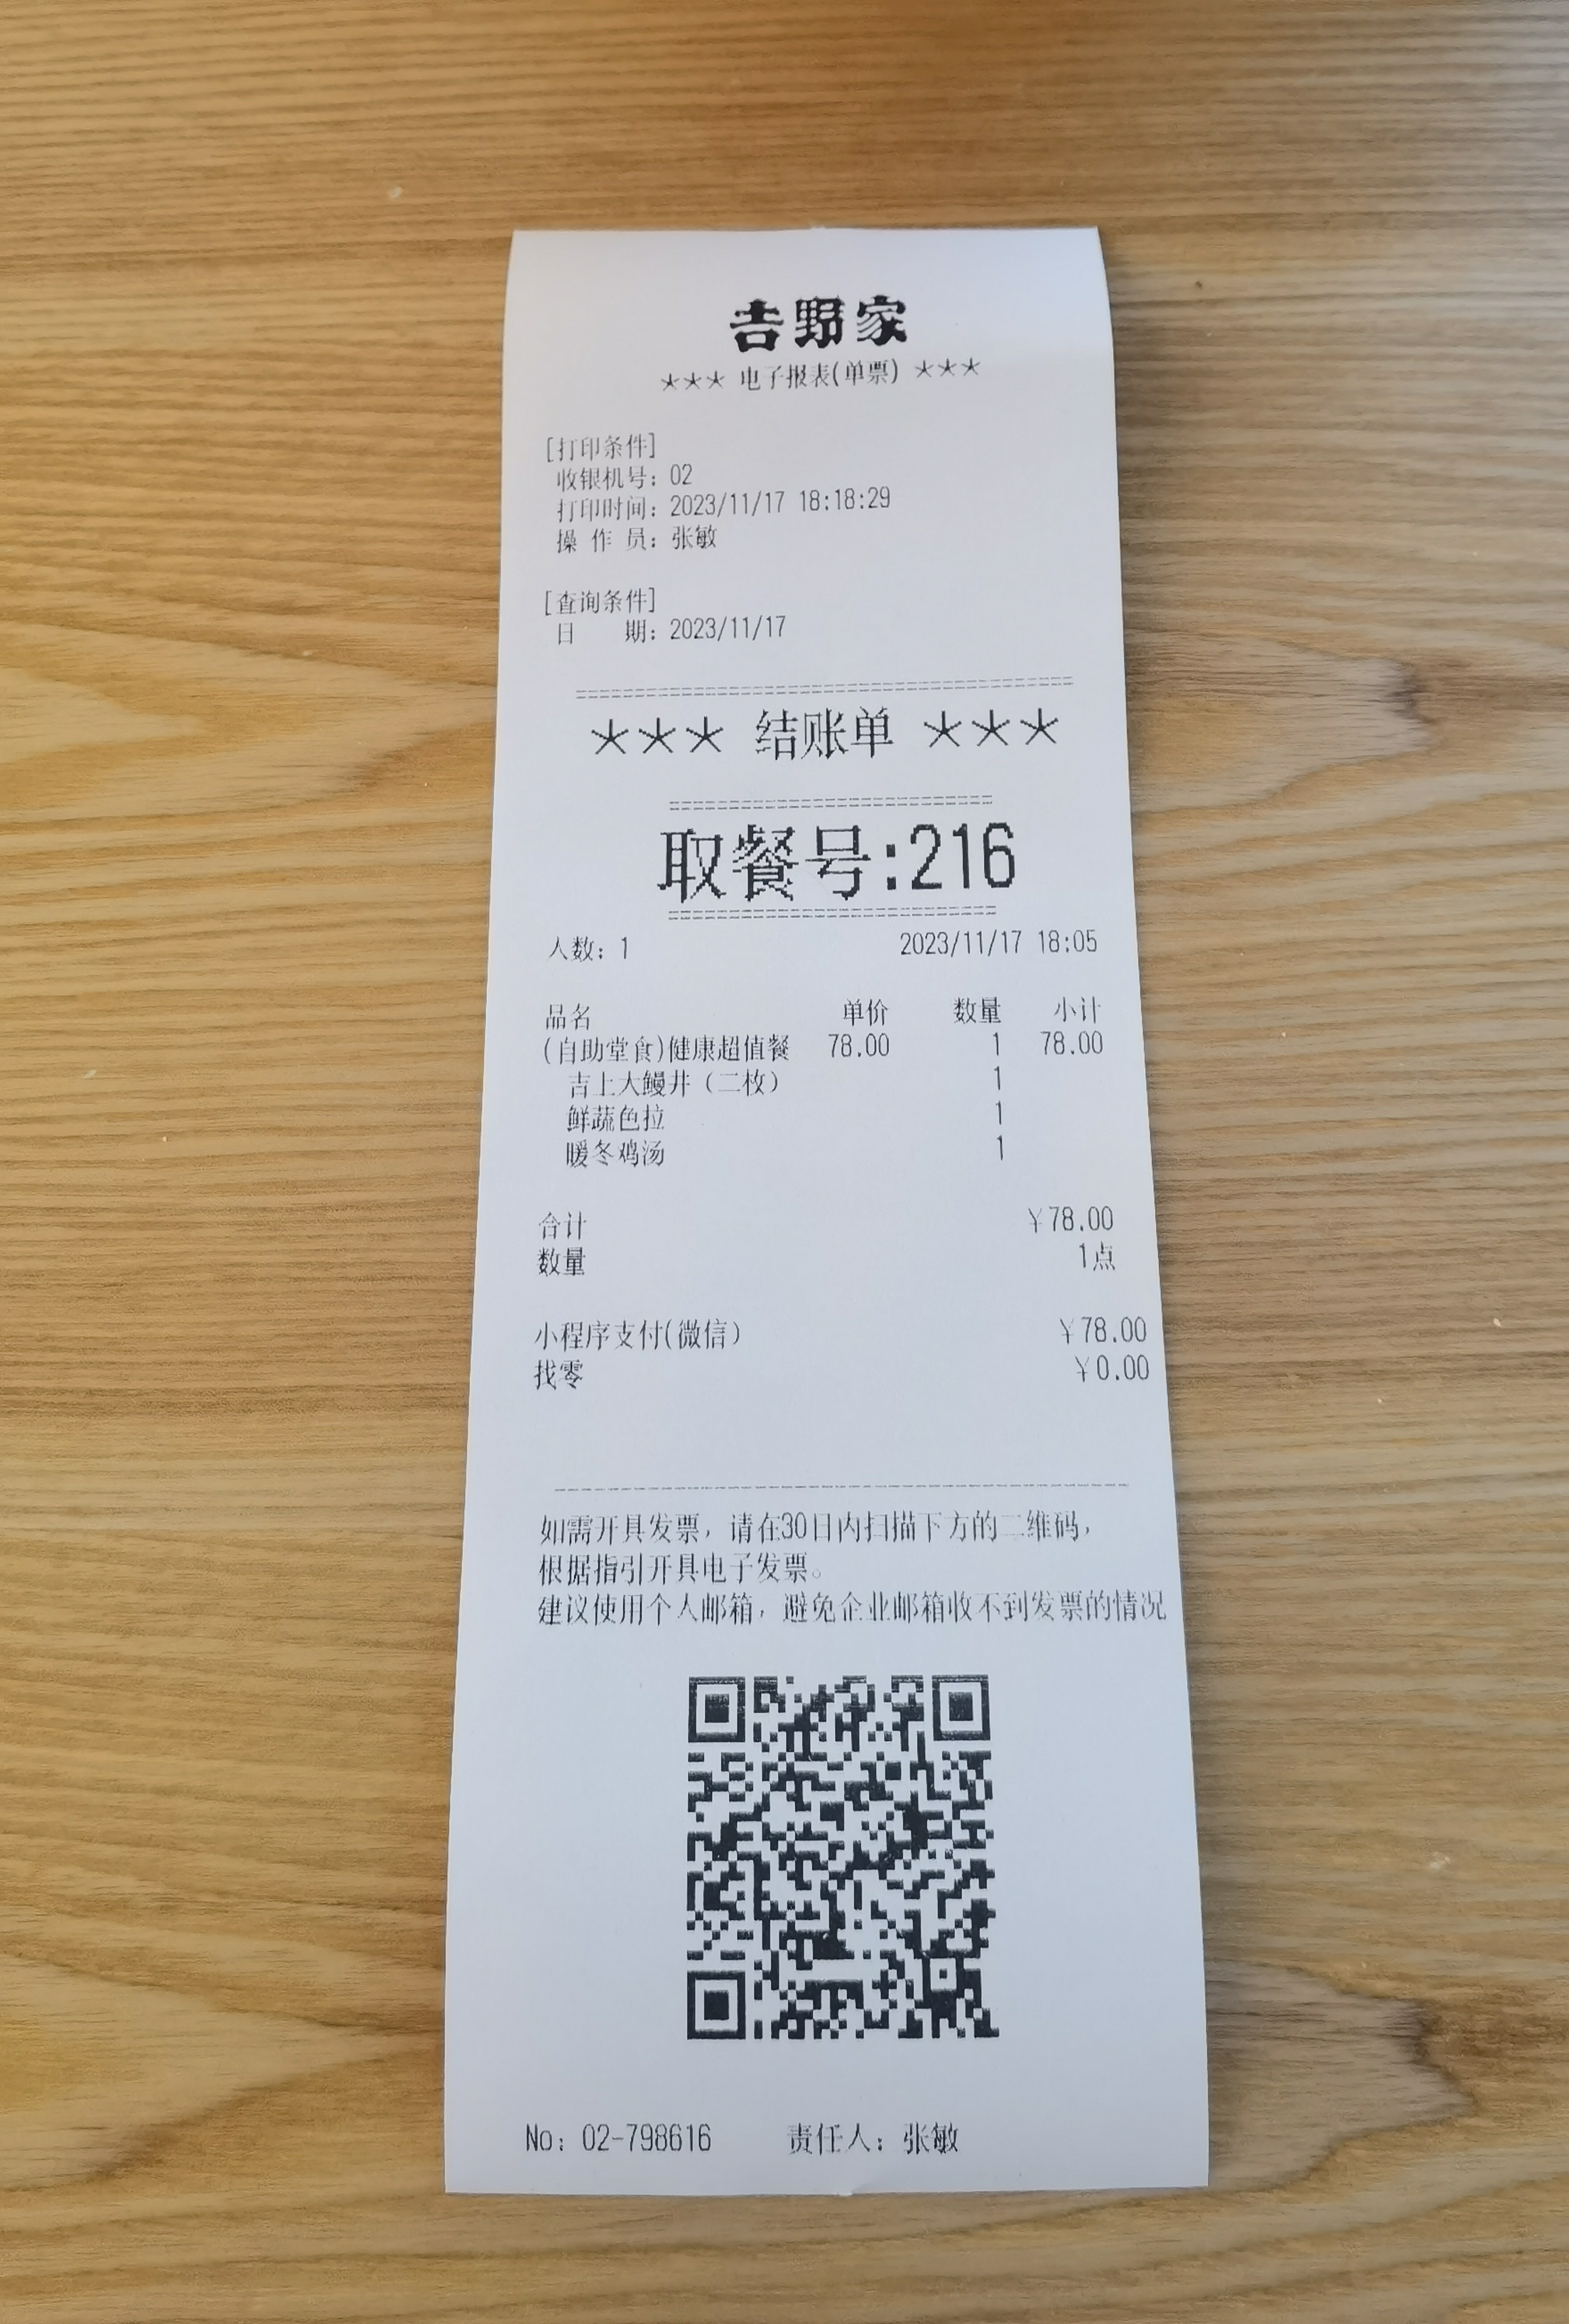 吉野家
*** 电子报表(单票) ***
[打印条件]
收银机号：02
打印时间：2023/11/17 18:18:29
操 作 员：张敏
[查询条件]
日 期：2023/11/17
*** 结账单 ***
取餐号:216
人数：1 2023/11/17 18:05
品名 单价 数量 小计
(自助堂食)健康超值餐 78.00 1 78.00
吉上大鳗丼（二枚） 1
鲜蔬色拉 1
暖冬鸡汤 1
合计 ￥78.00
数量 1点
小程序支付(微信) ￥78.00
找零 ￥0.00
如需开具发票，请在30日内扫描下方的二维码，
根据指引开具电子发票。
建议使用个人邮箱，避免企业邮箱收不到发票的情况
No：02-798616 责任人：张敏